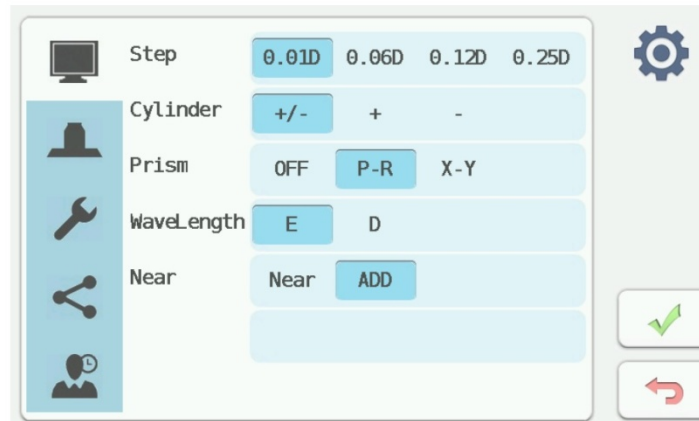 Step 0.01D 0.06D 0.12D 0.25D
Cylinder +/- + -
Prism OFF P-R X-Y
WaveLength E D
Near Near ADD